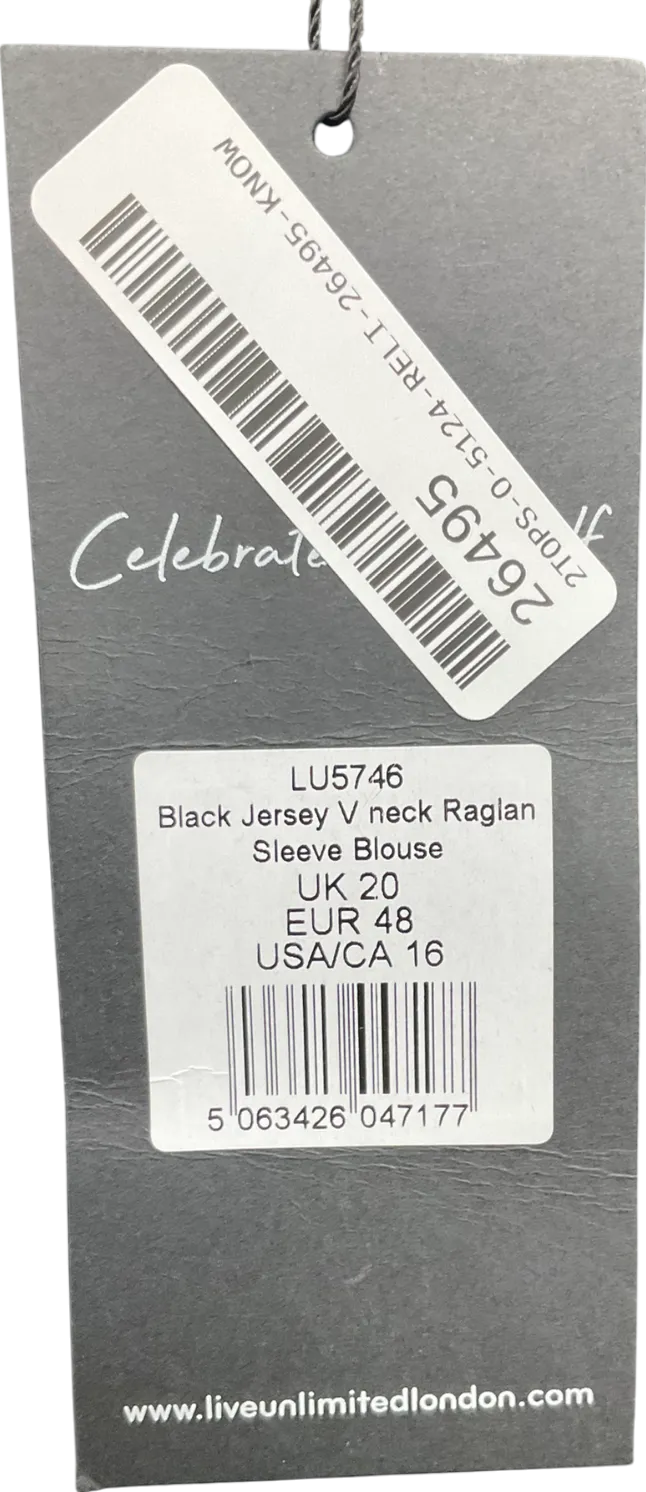 2TOPS-0-5124-RELI-26495-KNOW
26495
Celebrate
LU5746
Black Jersey V neck Raglan
Sleeve Blouse
UK 20
EUR 48
USA/CA 16
5 063426 047177
www.liveunlimitedlondon.com